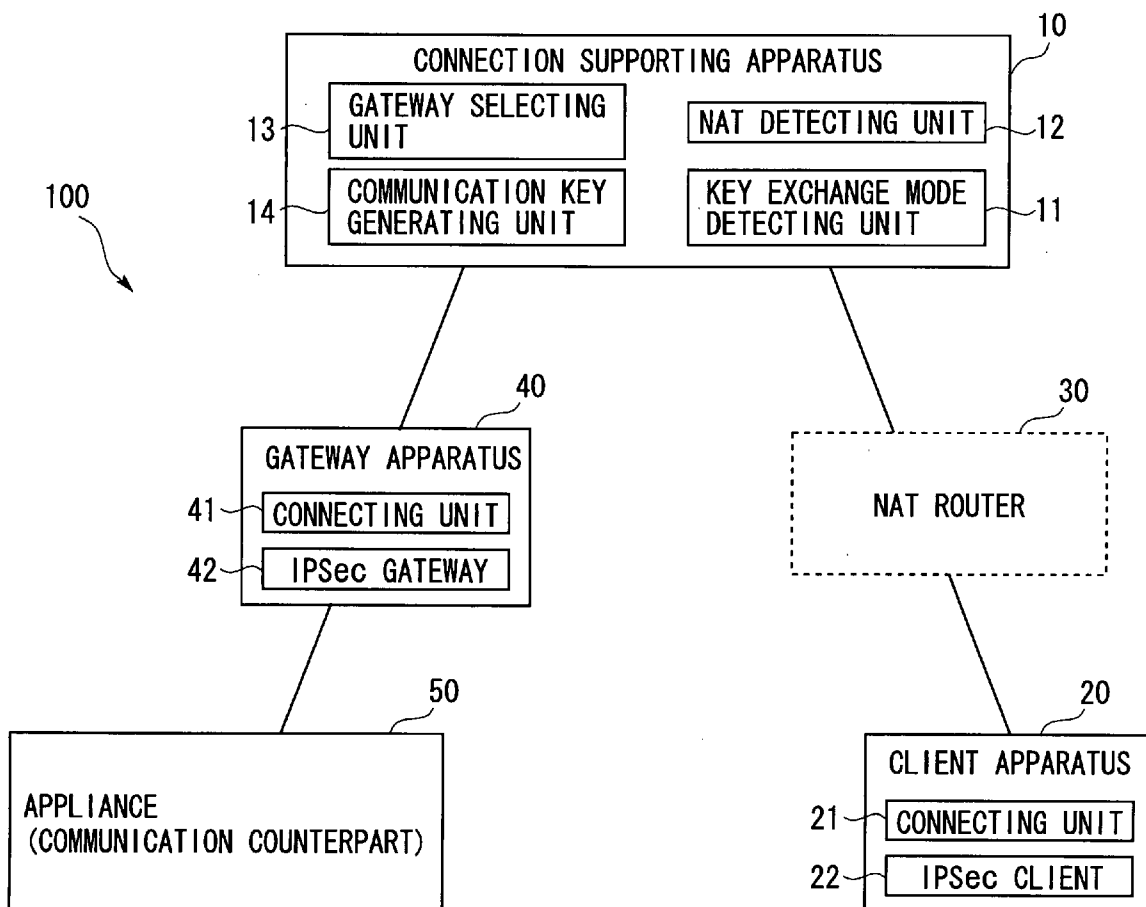 10
CONNECTION SUPPORTING APPARATUS
GATEWAY SELECTING
UNIT
13
NAT DETECTING UNIT
12
COMMUNICATION KEY
GENERATING UNIT
14
KEY EXCHANGE MODE
DETECTING UNIT
11
100
40
GATEWAY APPARATUS
41
CONNECTING UNIT
42
IPSec GATEWAY
30
NAT ROUTER
50
APPLIANCE
(COMMUNICATION COUNTERPART)
20
CLIENT APPARATUS
21
CONNECTING UNIT
22
IPSec CLIENT